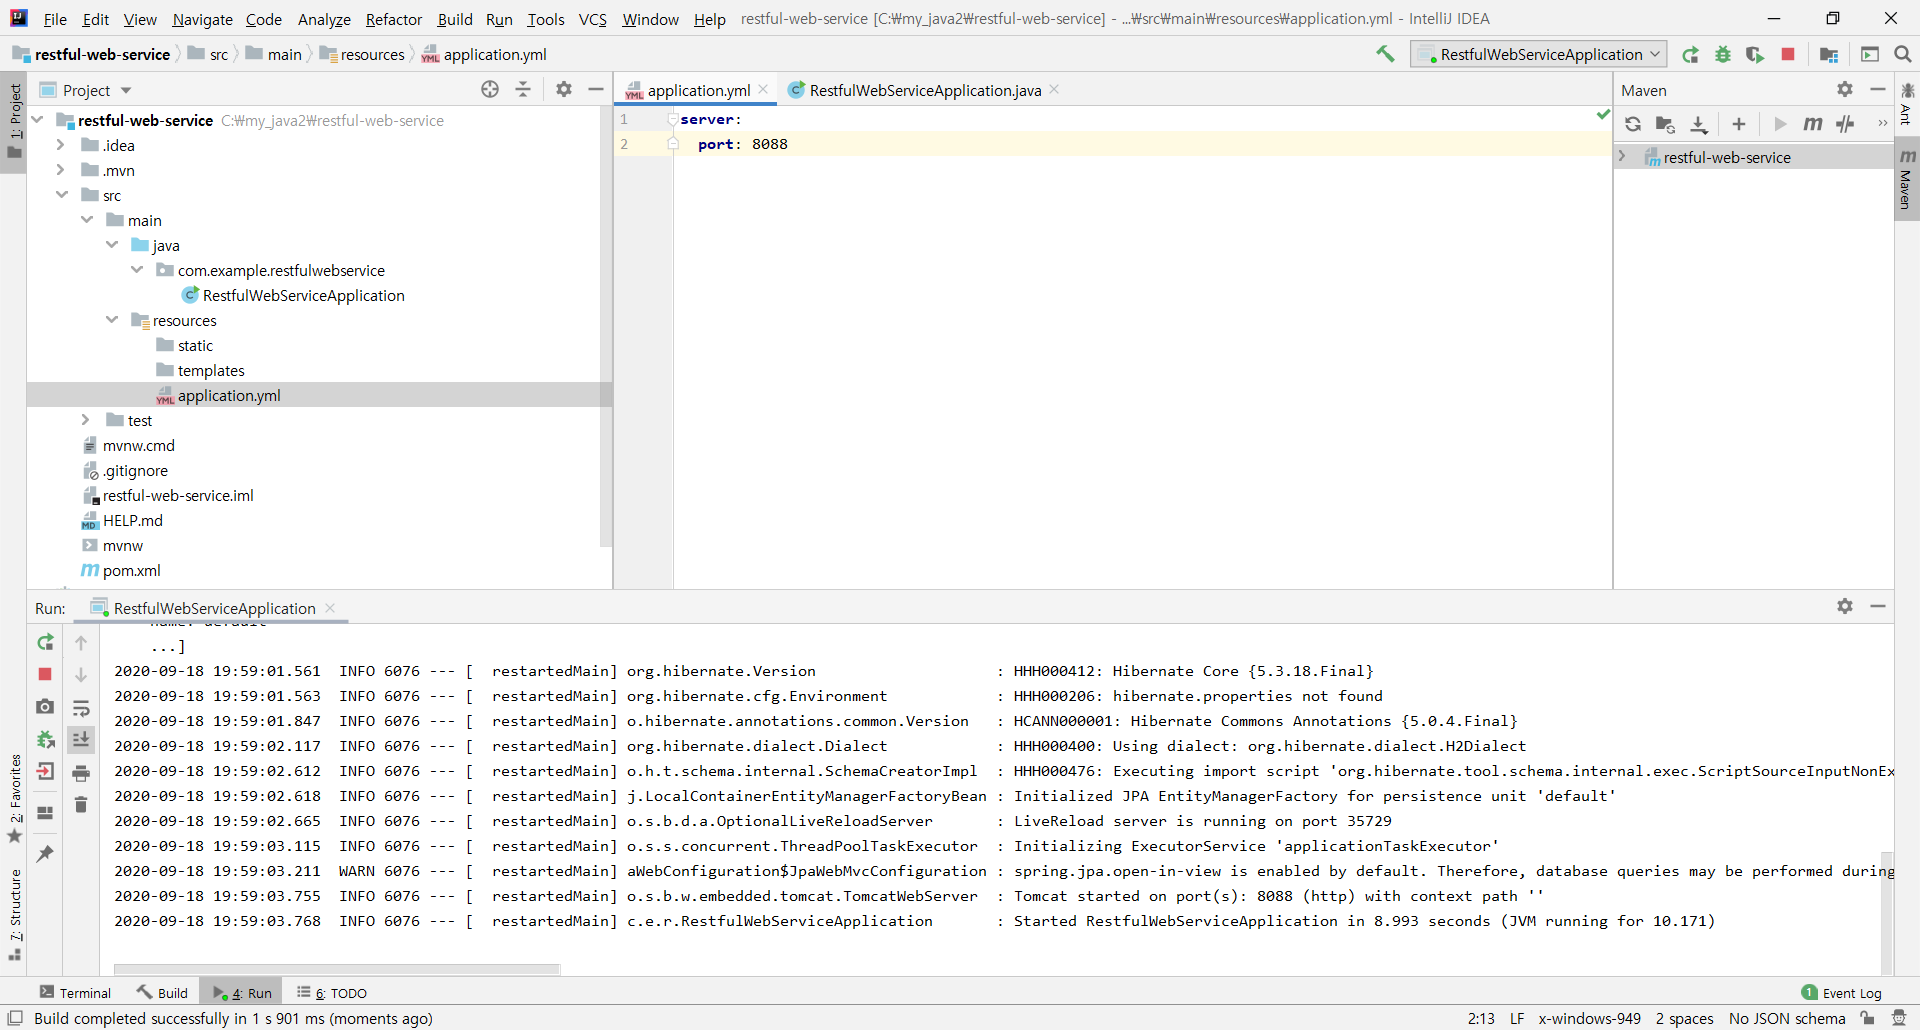 File Edit View Navigate Code Analyze Refactor Build Run Tools VCS Window Help restful-web-service [C:₩my_java2₩restful-web-service] - ...₩src₩main₩resources₩application.yml - IntelliJ IDEA
restful-web-service src main resources application.yml RestfulWebServiceApplication
1: Project
Project
application.yml
RestfulWebServiceApplication.java
Maven
Ant
Maven
restful-web-service C:₩my_java2₩restful-web-service
.idea
.mvn
src
main
java
com.example.restfulwebservice
RestfulWebServiceApplication
resources
static
templates
application.yml
test
mvnw.cmd
.gitignore
restful-web-service.iml
HELP.md
mvnw
pom.xml
1 server:
2 port: 8088
restful-web-service
Run: RestfulWebServiceApplication
...]
2020-09-18 19:59:01.561 INFO 6076 --- [ restartedMain] org.hibernate.Version : HHH000412: Hibernate Core {5.3.18.Final}
2020-09-18 19:59:01.563 INFO 6076 --- [ restartedMain] org.hibernate.cfg.Environment : HHH000206: hibernate.properties not found
2020-09-18 19:59:01.847 INFO 6076 --- [ restartedMain] o.hibernate.annotations.common.Version : HCANN000001: Hibernate Commons Annotations {5.0.4.Final}
2020-09-18 19:59:02.117 INFO 6076 --- [ restartedMain] org.hibernate.dialect.Dialect : HHH000400: Using dialect: org.hibernate.dialect.H2Dialect
2020-09-18 19:59:02.612 INFO 6076 --- [ restartedMain] o.h.t.schema.internal.SchemaCreatorImpl : HHH000476: Executing import script 'org.hibernate.tool.schema.internal.exec.ScriptSourceInputNonEx
2020-09-18 19:59:02.618 INFO 6076 --- [ restartedMain] j.LocalContainerEntityManagerFactoryBean : Initialized JPA EntityManagerFactory for persistence unit 'default'
2020-09-18 19:59:02.665 INFO 6076 --- [ restartedMain] o.s.b.d.a.OptionalLiveReloadServer : LiveReload server is running on port 35729
2020-09-18 19:59:03.115 INFO 6076 --- [ restartedMain] o.s.s.concurrent.ThreadPoolTaskExecutor : Initializing ExecutorService 'applicationTaskExecutor'
2020-09-18 19:59:03.211 WARN 6076 --- [ restartedMain] aWebConfiguration$JpaWebMvcConfiguration : spring.jpa.open-in-view is enabled by default. Therefore, database queries may be performed during
2020-09-18 19:59:03.755 INFO 6076 --- [ restartedMain] o.s.b.w.embedded.tomcat.TomcatWebServer : Tomcat started on port(s): 8088 (http) with context path ''
2020-09-18 19:59:03.768 INFO 6076 --- [ restartedMain] c.e.r.RestfulWebServiceApplication : Started RestfulWebServiceApplication in 8.993 seconds (JVM running for 10.171)
2: Favorites
7: Structure
Terminal Build 4: Run 6: TODO 1 Event Log
Build completed successfully in 1 s 901 ms (moments ago) 2:13 LF x-windows-949 2 spaces No JSON schema